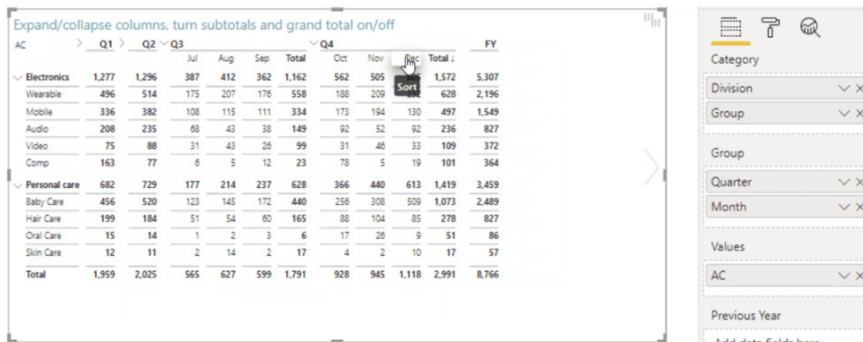 Expand/collapse columns, turn subtotals and grand total on/off
AC Q1 Q2 Q3 Q4 FY
Jul Aug Sep Total Oct Nov Dec Total
Electronics 1,277 1,296 387 412 362 1,162 562 505 1,572 5,307
Wearable 496 514 175 207 176 558 188 209 628 2,196
Sort
Mobile 336 382 108 115 111 334 173 194 130 497 1,549
Audio 208 235 68 43 38 149 92 52 92 236 827
Video 75 88 31 43 26 99 31 46 33 109 372
Comp 163 77 6 5 12 23 78 5 19 101 364
Personal care 682 729 177 214 237 628 366 440 613 1,419 3,459
Baby Care 456 520 123 145 172 440 256 308 509 1,073 2,489
Hair Care 199 184 51 54 60 165 88 104 85 278 827
Oral Care 15 14 1 2 3 6 17 26 9 51 86
Skin Care 12 11 2 14 2 17 4 2 10 17 57
Total 1,959 2,025 565 627 599 1,791 928 945 1,118 2,991 8,766
Category
Division
Group
Group
Quarter
Month
Values
AC
Previous Year
Add data fields here